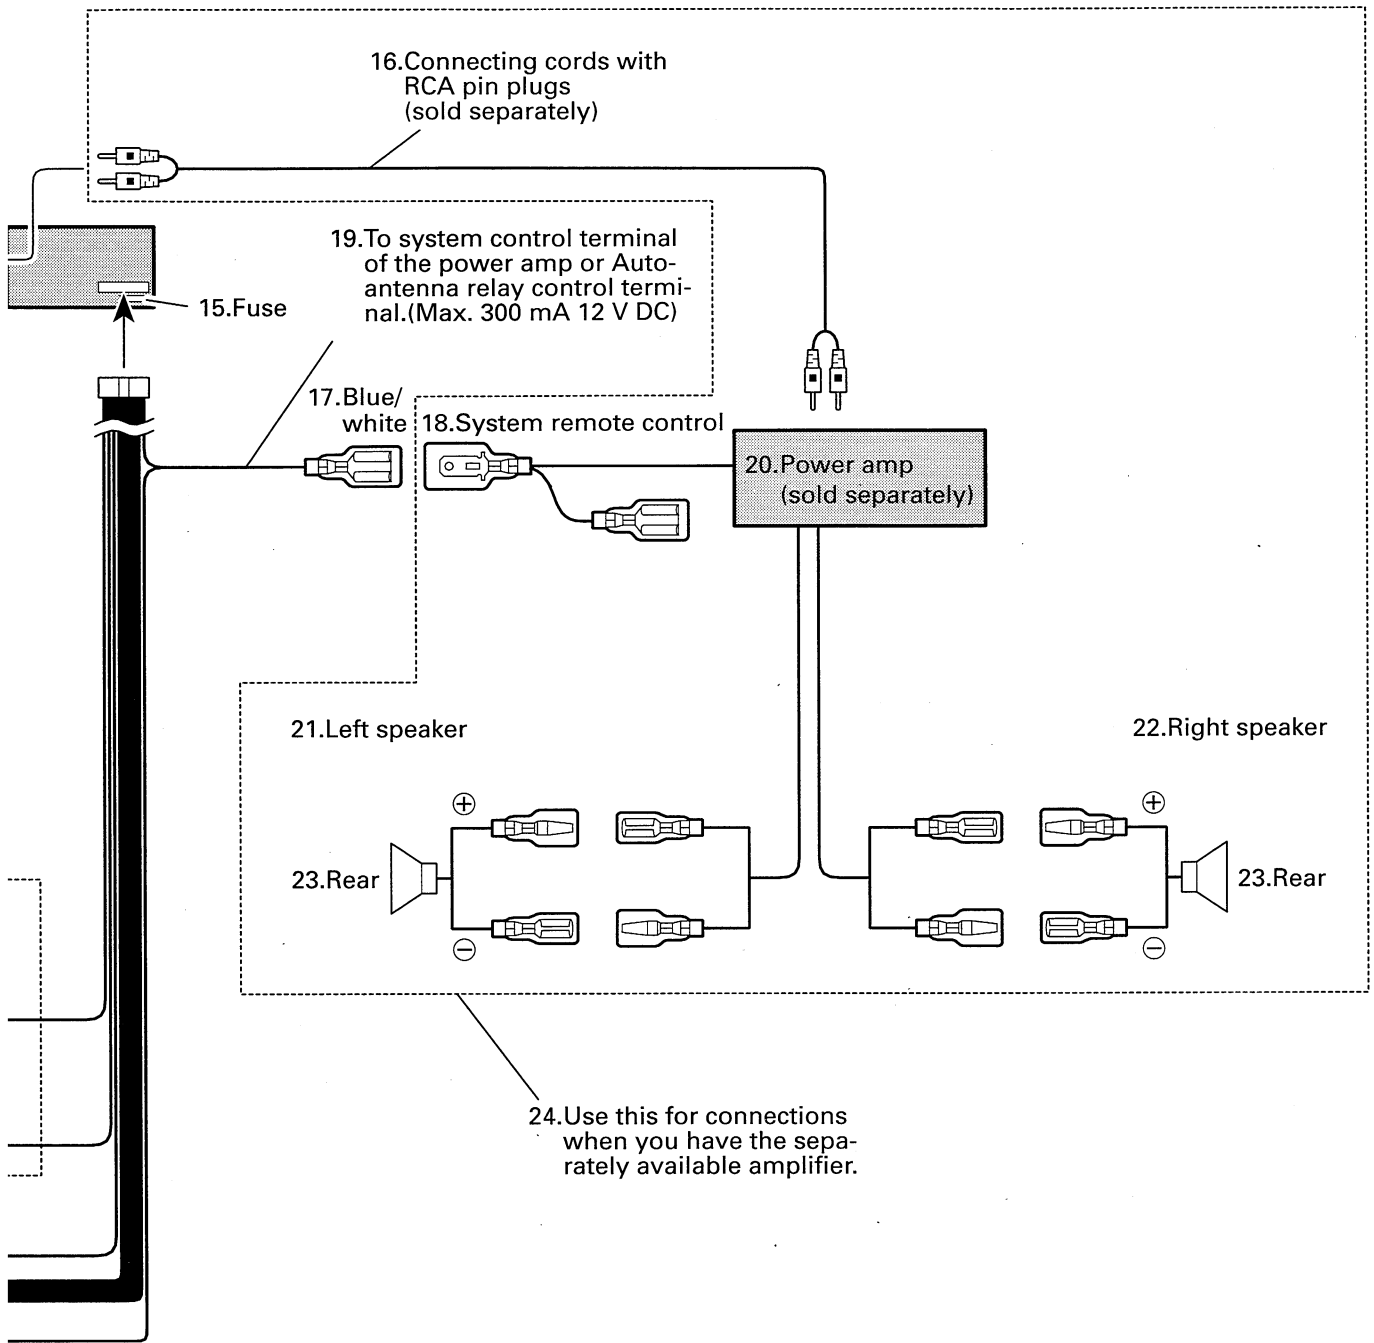 16.Connecting cords with
RCA pin plugs
(sold separately)
19.To system control terminal
of the power amp or Auto-
antenna relay control termi-
nal.(Max. 300 mA 12 V DC)
15.Fuse
17.Blue/
white
18.System remote control
20.Power amp
(sold separately)
21.Left speaker
22.Right speaker
+
+
23.Rear
23.Rear
−
−
24.Use this for connections
when you have the sepa-
rately available amplifier.